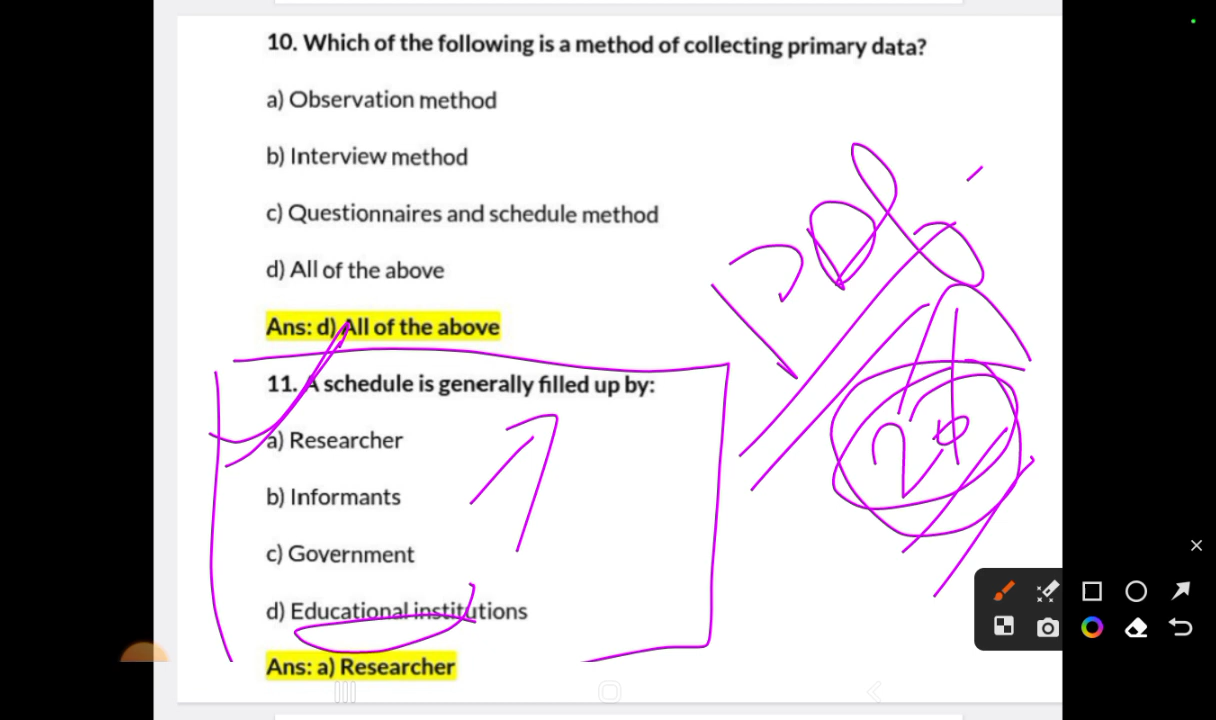 10. Which of the following is a method of collecting primary data?
a) Observation method
b) Interview method
c) Questionnaires and schedule method
d) All of the above
Ans: d) All of the above
11. A schedule is generally filled up by:
a) Researcher
b) Informants
c) Government
d) Educational institutions
Ans: a) Researcher